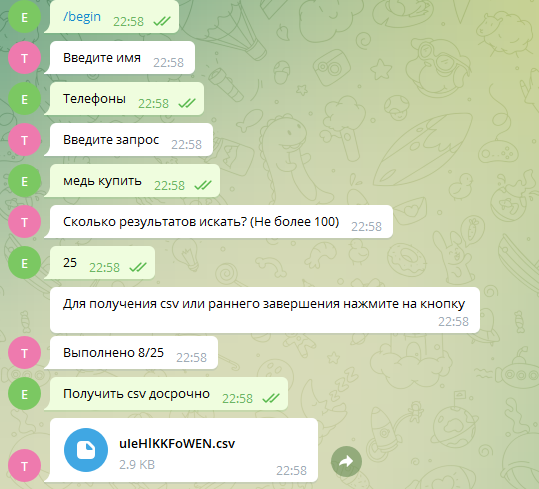 E /begin 22:58
T Введите имя 22:58
E Телефоны 22:58
T Введите запрос 22:58
E медь купить 22:58
T Сколько результатов искать? (Не более 100) 22:58
E 25 22:58
Для получения csv или раннего завершения нажмите на кнопку
22:58
T Выполнено 8/25 22:58
E Получить csv досрочно 22:58
uIeHlKKFoWEN.csv
T 2.9 KB 22:58